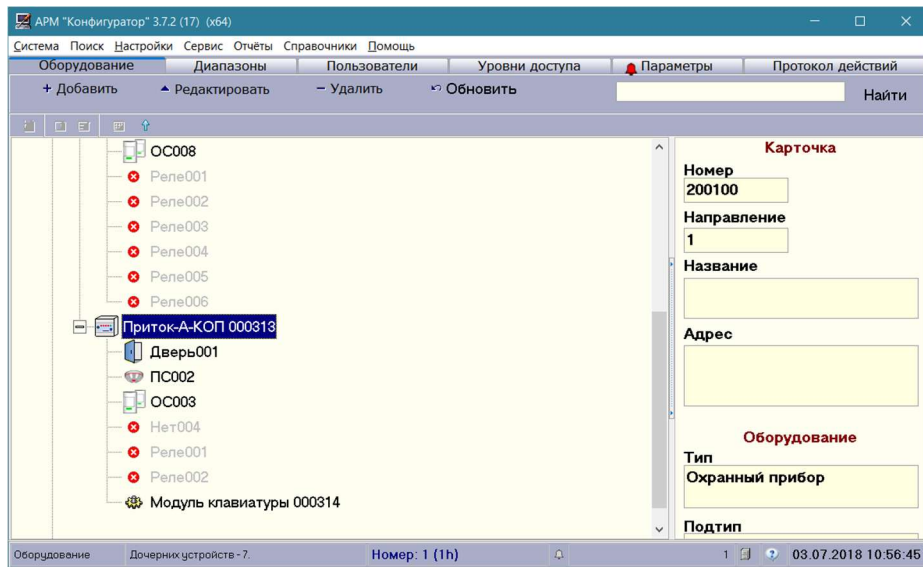 АРМ "Конфигуратор" 3.7.2 (17) (x64)
Система Поиск Настройки Сервис Отчёты Справочники Помощь
Оборудование Диапазоны Пользователи Уровни доступа Параметры Протокол действий
+ Добавить Редактировать − Удалить Обновить Найти
ОС008
Реле001
Реле002
Реле003
Реле004
Реле005
Реле006
Приток-А-КОП 000313
Дверь001
ПС002
ОС003
Нет004
Реле001
Реле002
Модуль клавиатуры 000314
Карточка
Номер
200100
Направление
1
Название
Адрес
Оборудование
Тип
Охранный прибор
Подтип
Оборудование Дочерних устройств - 7. Номер: 1 (1h) 1 03.07.2018 10:56:45